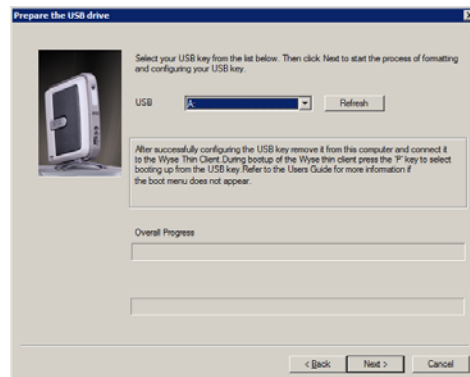 Prepare the USB drive
Select your USB key from the list below. Then click Next to start the process of formatting
and configuring your USB key.
USB
A:
Refresh
After successfully configuring the USB key remove it from this computer and connect it
to the Wyse Thin Client.During bootup of the Wyse thin client press the 'P' key to select
booting up from the USB key.Refer to the Users Guide for more information if
the boot menu does not appear.
Overall Progress
< Back
Next >
Cancel